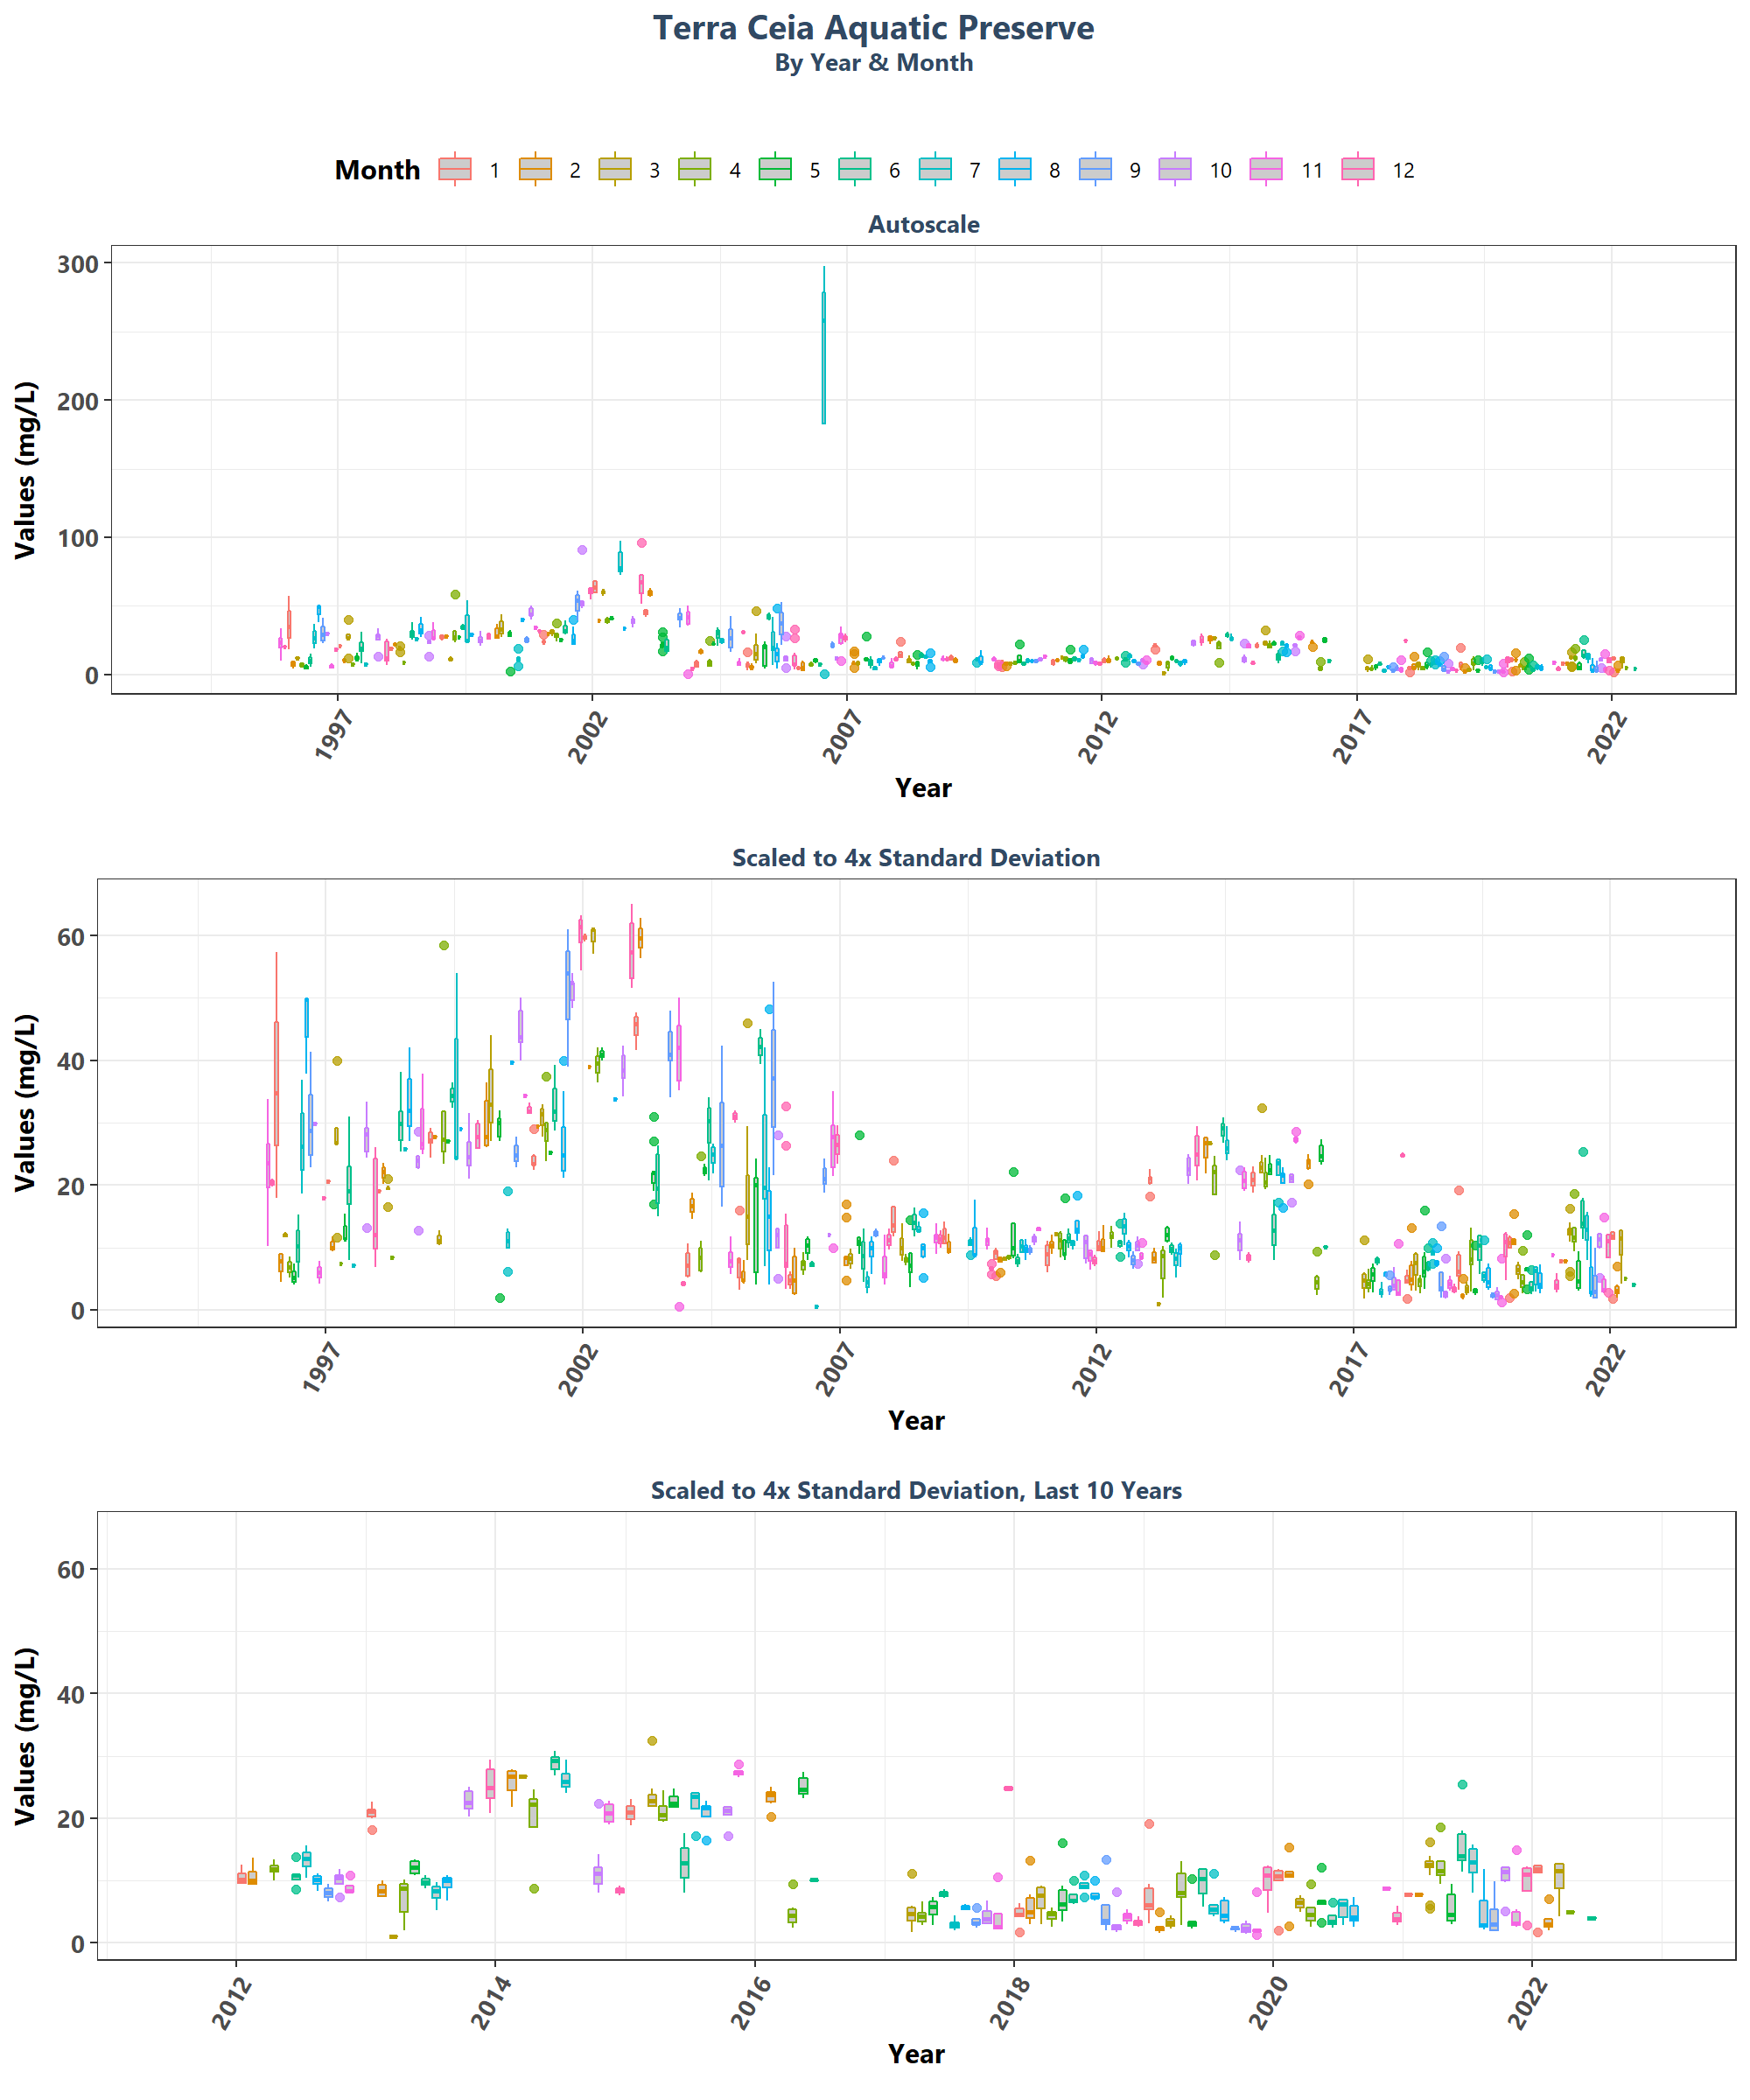 Terra Ceia Aquatic Preserve
By Year & Month
Month 1 2 3 4 5 6 7 8 9 10 11 12
Autoscale
Values (mg/L)
300
200
100
0
1997 2002 2007 2012 2017 2022
Year
Scaled to 4x Standard Deviation
Values (mg/L)
60
40
20
0
1997 2002 2007 2012 2017 2022
Year
Scaled to 4x Standard Deviation, Last 10 Years
Values (mg/L)
60
40
20
0
2012 2014 2016 2018 2020 2022
Year